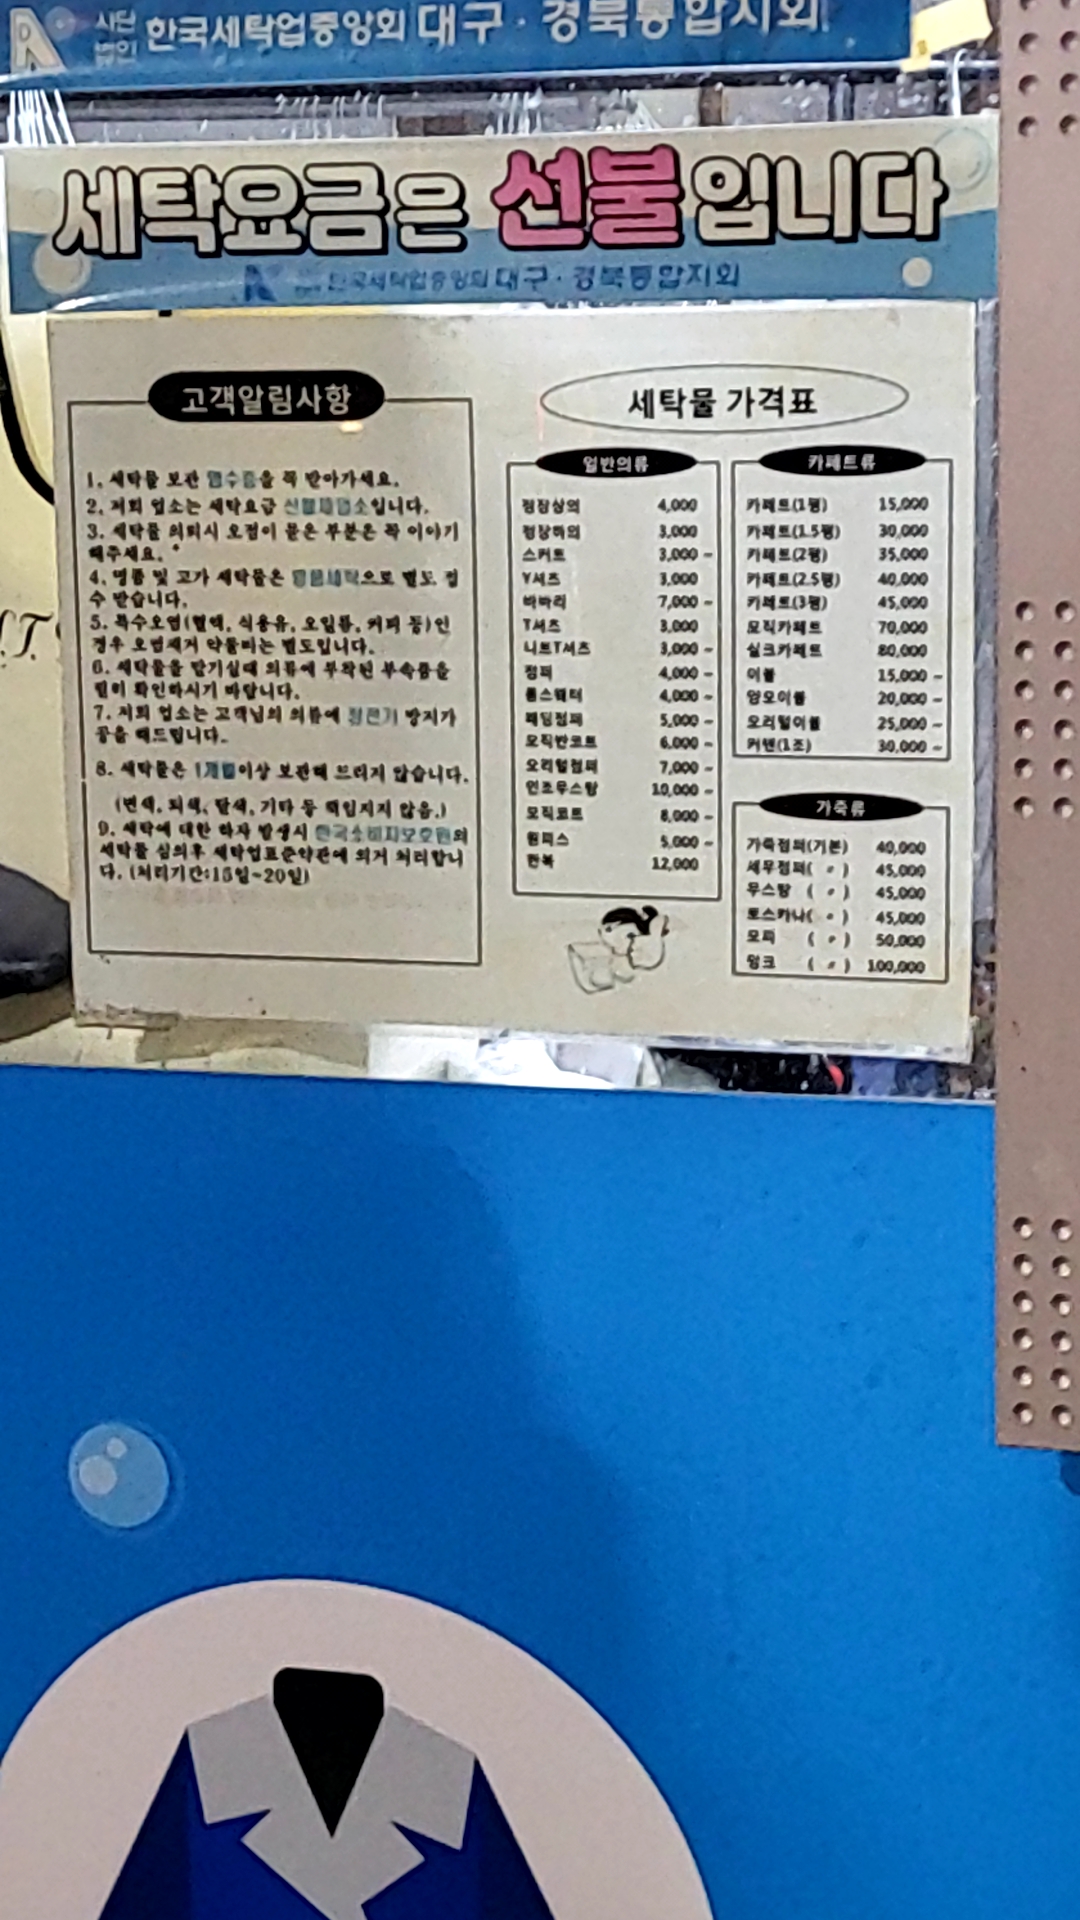 사단
법인 한국세탁업중앙회 대구·경북통합지회
세탁요금은 선불입니다
한국세탁업중앙회 대구·경북통합지회
고객알림사항
1. 세탁물 보관 영수증을 꼭 받아가세요.
2. 저희 업소는 세탁요금 선불제업소입니다.
3. 세탁물 의뢰시 오점이 묻은 부분은 꼭 이야기
해주세요.
4. 명품 및 고가 세탁물은 명품세탁으로 별도 접
수 받습니다.
5. 특수오염(혈액, 식용유, 오일류, 커피 등)인
경우 오염제거 약품비는 별도입니다.
6. 세탁물을 맡기실때 의류에 부착된 부속품을
필히 확인하시기 바랍니다.
7. 저희 업소는 고객님의 의류에 정전기 방지가
공을 해드립니다.
8. 세탁물은 1개월이상 보관해 드리지 않습니다.
(변색, 퇴색, 탈색, 기타 등 책임지지 않음.)
9. 세탁에 대한 하자 발생시 한국소비자보호원의
세탁물 심의후 세탁업표준약관에 의거 처리합니
다. (처리기간:15일~20일)
세탁물 가격표
일반의류
정장상의 4,000
정장하의 3,000
스커트 3,000 ~
Y셔츠 3,000
바바리 7,000 ~
T셔츠 3,000
니트T셔츠 3,000 ~
점퍼 4,000 ~
롱스웨터 4,000 ~
패딩점퍼 5,000 ~
모직반코트 6,000 ~
오리털점퍼 7,000 ~
인조무스탕 10,000 ~
모직코트 8,000 ~
원피스 5,000 ~
한복 12,000
카페트류
카페트(1평) 15,000
카페트(1.5평) 30,000
카페트(2평) 35,000
카페트(2.5평) 40,000
카페트(3평) 45,000
모직카페트 70,000
실크카페트 80,000
이불 15,000 ~
양모이불 20,000 ~
오리털이불 25,000 ~
커텐(1조) 30,000 ~
가죽류
가죽점퍼(기본) 40,000
세무점퍼( 〃 ) 45,000
무스탕 ( 〃 ) 45,000
토스카나( 〃 ) 45,000
모피 ( 〃 ) 50,000
밍크 ( 〃 ) 100,000